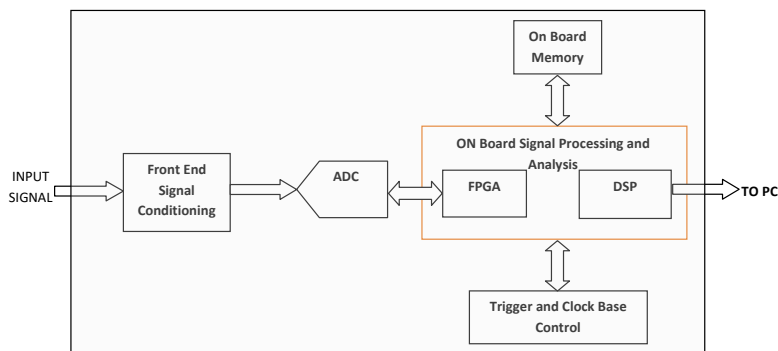 On Board
Memory
ON Board Signal Processing and
Analysis
INPUT
SIGNAL
Front End
Signal
Conditioning
ADC
FPGA
DSP
TO PC
Trigger and Clock Base
Control